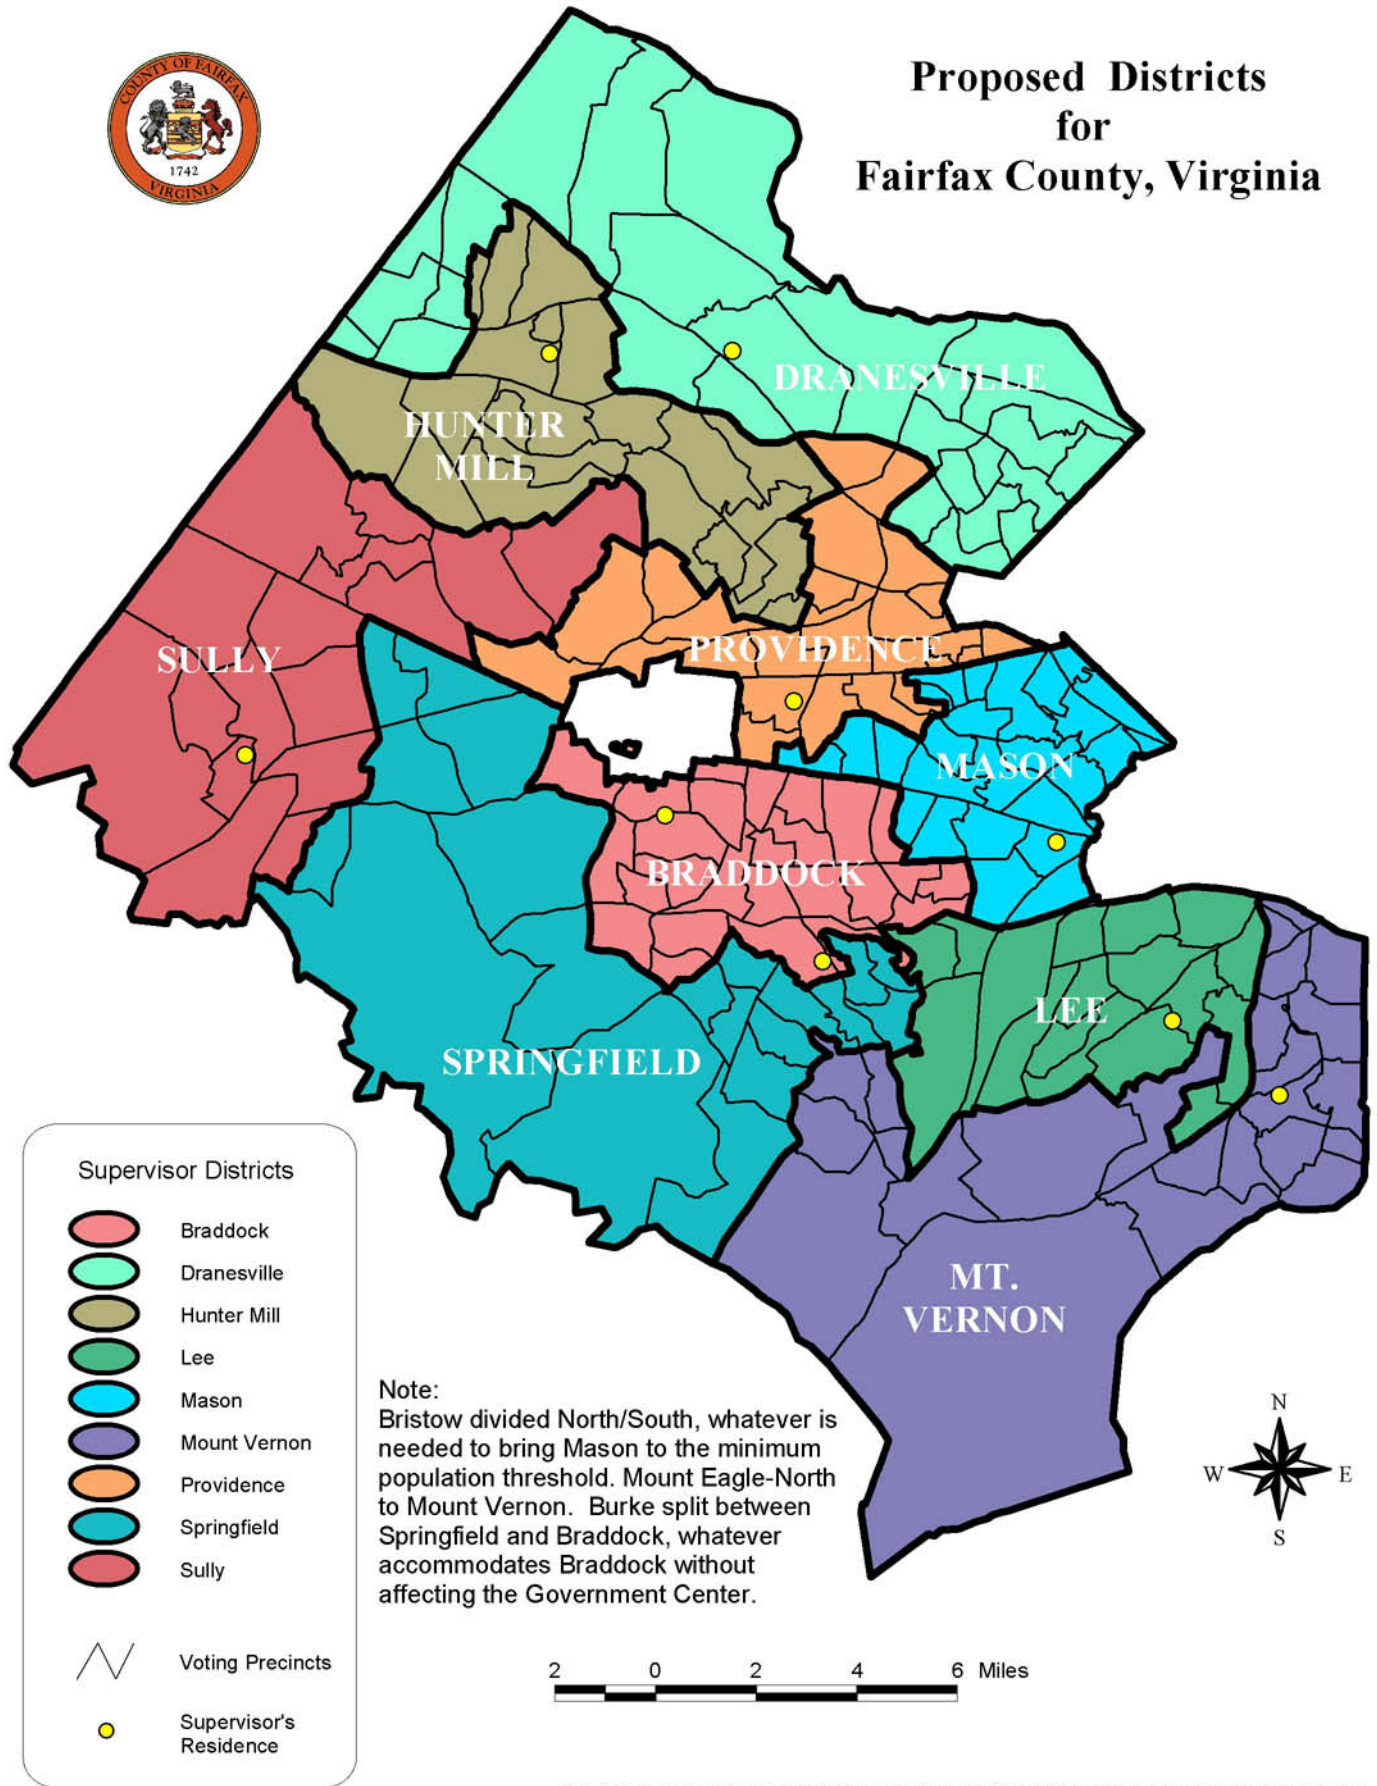 COUNTY OF FAIRFAX
1742
VIRGINIA
Proposed Districts
for
Fairfax County, Virginia
DRANESVILLE
HUNTER
MILL
PROVIDENCE
SULLY
MASON
BRADDOCK
LEE
SPRINGFIELD
MT.
VERNON
Supervisor Districts
Braddock
Dranesville
Hunter Mill
Lee
Mason
Mount Vernon
Providence
Springfield
Sully
Voting Precincts
Supervisor's
Residence
Note:
Bristow divided North/South, whatever is
needed to bring Mason to the minimum
population threshold. Mount Eagle-North
to Mount Vernon. Burke split between
Springfield and Braddock, whatever
accommodates Braddock without
affecting the Government Center.
N
W E
S
2 0 2 4 6 Miles